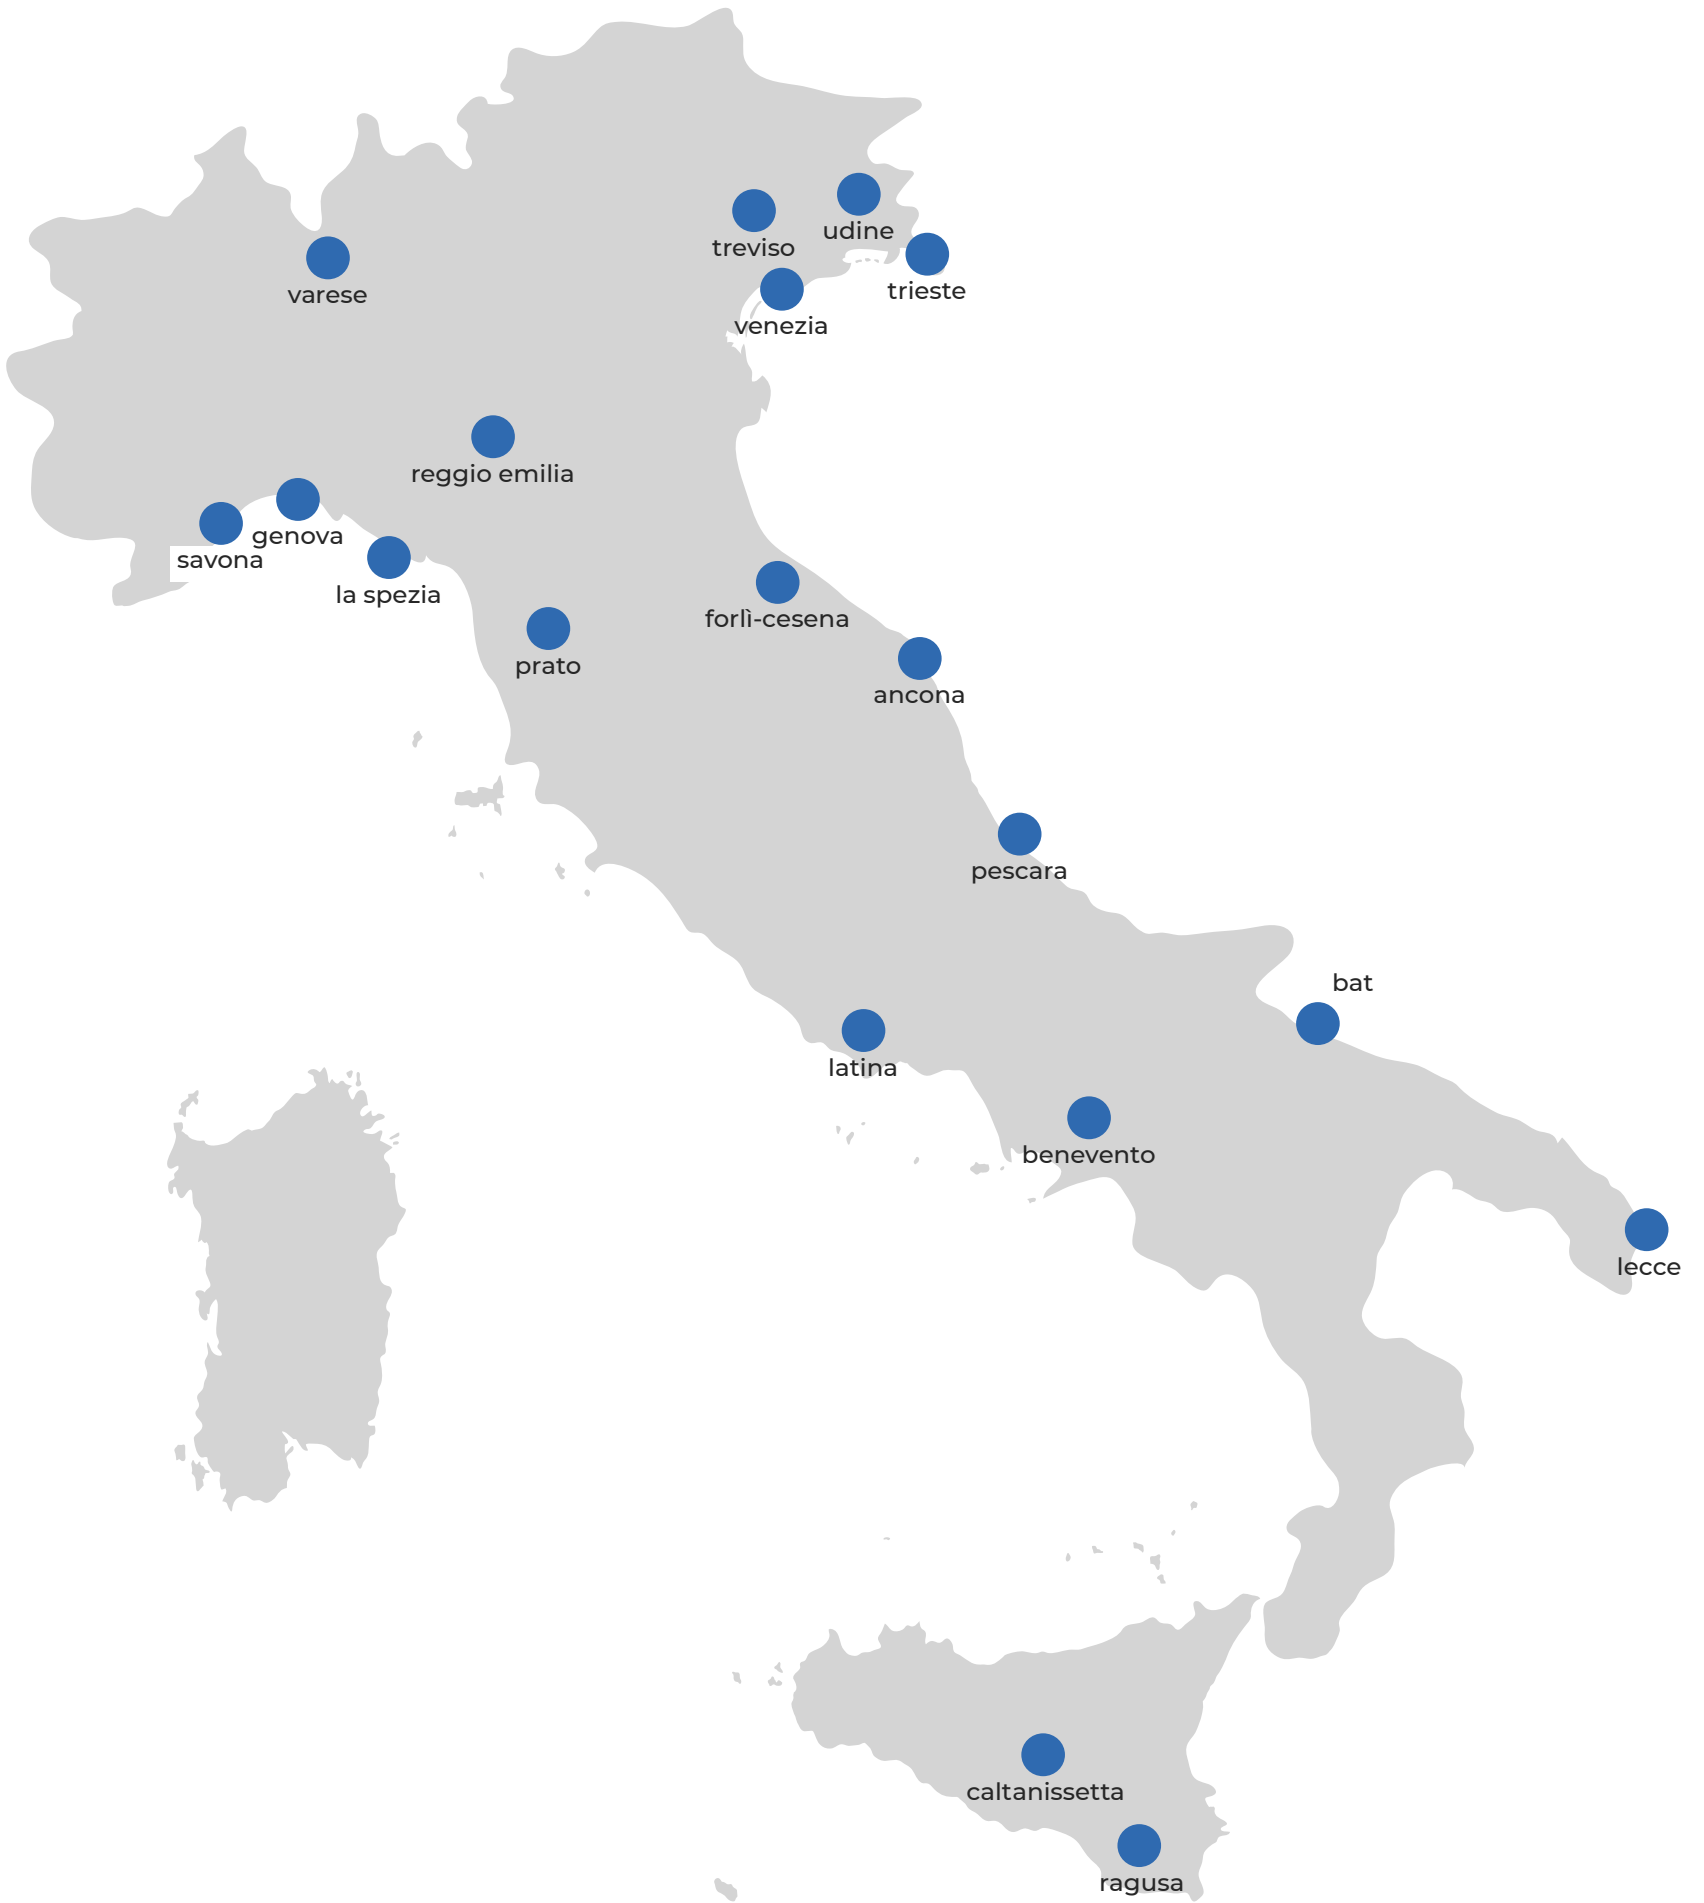 udine
treviso
trieste
varese
venezia
reggio emilia
genova
savona
la spezia
forlì-cesena
prato
ancona
pescara
bat
latina
benevento
lecce
caltanissetta
ragusa